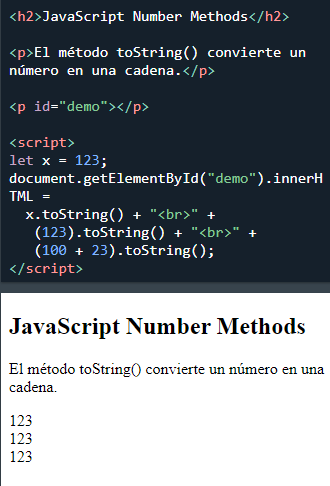 <h2>JavaScript Number Methods</h2>
<p>El método toString() convierte un
número en una cadena.</p>
<p id="demo"></p>
<script>
let x = 123;
document.getElementById("demo").innerH
TML =
  x.toString() + "<br>" +
   (123).toString() + "<br>" +
   (100 + 23).toString();
</script>
JavaScript Number Methods
El método toString() convierte un número en una
cadena.
123
123
123